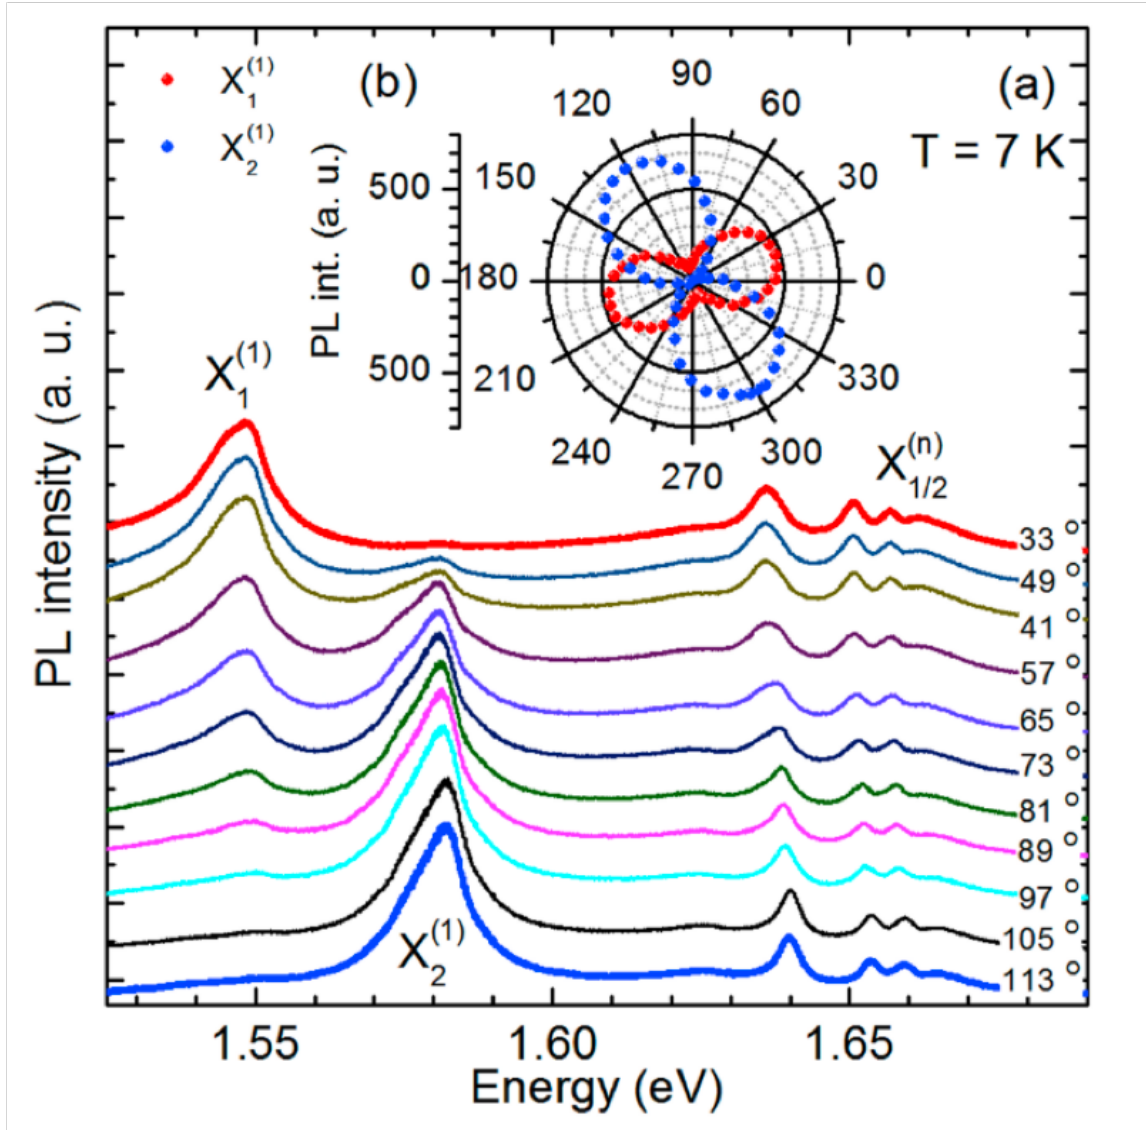 X₁⁽¹⁾
X₂⁽¹⁾
(b)
(a)
T = 7 K
PL int. (a. u.)
500
0
500
90
60
30
0
330
300
270
240
210
180
150
120
PL intensity (a. u.)
X₁⁽¹⁾
X₂⁽¹⁾
X₁/₂⁽ⁿ⁾
33 °
49 °
41 °
57 °
65 °
73 °
81 °
89 °
97 °
105 °
113 °
1.55
1.60
1.65
Energy (eV)